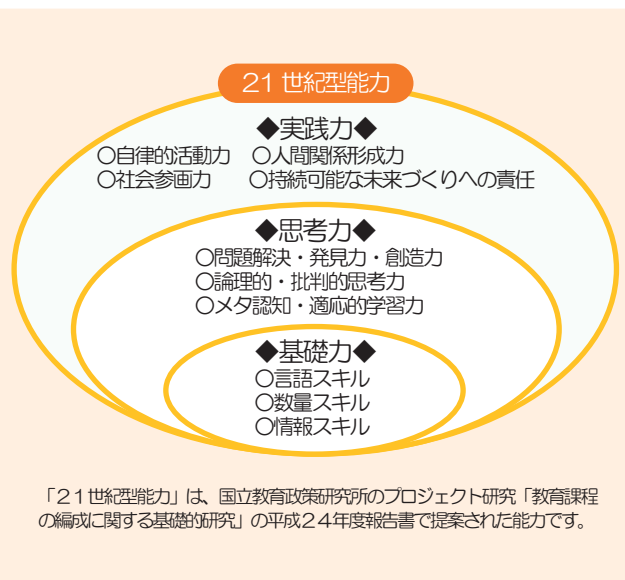 21 世紀型能力
◆実践力◆
○自律的活動力 ○人間関係形成力
○社会参画力 ○持続可能な未来づくりへの責任
◆思考力◆
○問題解決・発見力・創造力
○論理的・批判的思考力
○メタ認知・適応的学習力
◆基礎力◆
○言語スキル
○数量スキル
○情報スキル
「21世紀型能力」は、国立教育政策研究所のプロジェクト研究「教育課程
の編成に関する基礎的研究」の平成24年度報告書で提案された能力です。